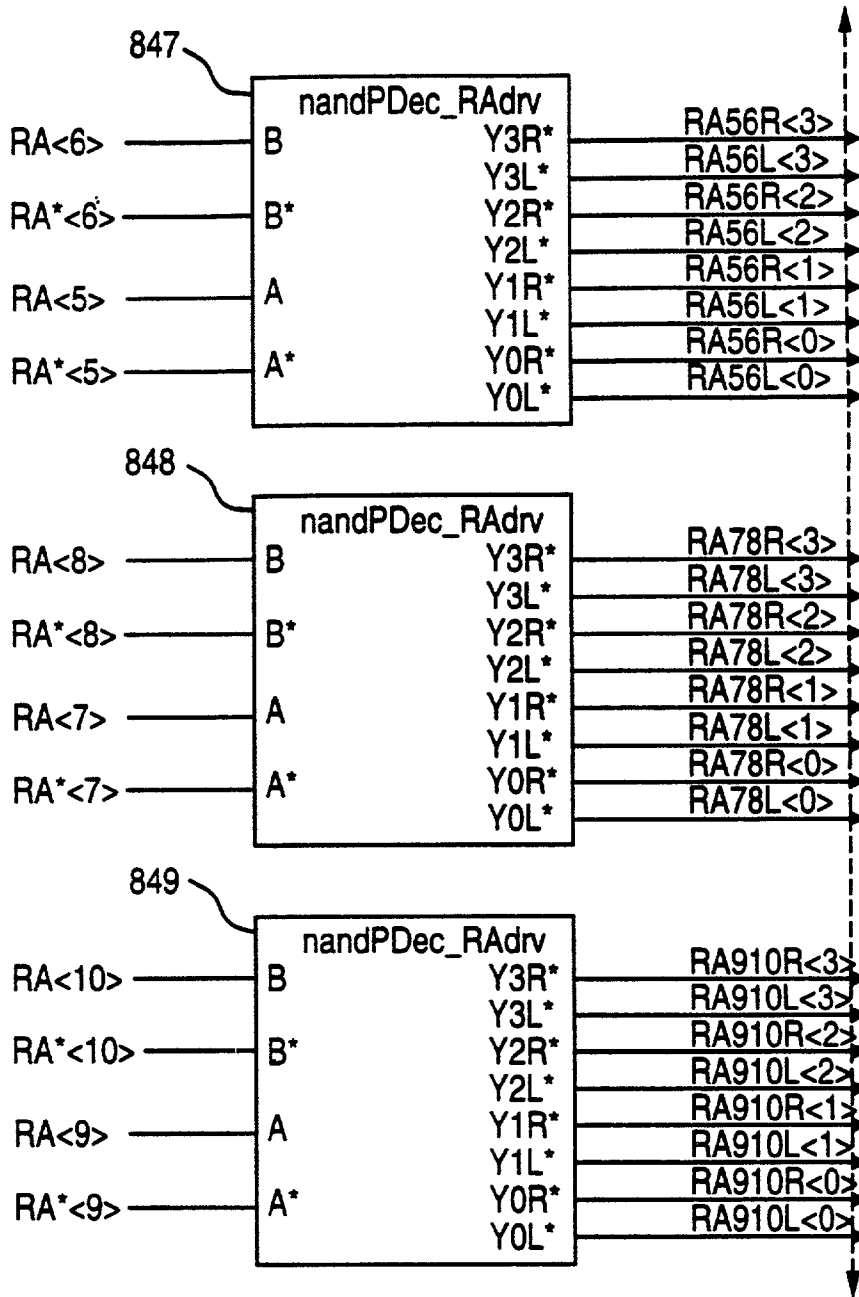 847
nandPDec_RAdrv
RA<6> B Y3R* RA56R<3>
Y3L* RA56L<3>
RA*<6> B* Y2R* RA56R<2>
Y2L* RA56L<2>
RA<5> A Y1R* RA56R<1>
Y1L* RA56L<1>
RA*<5> A* Y0R* RA56R<0>
Y0L* RA56L<0>
848
nandPDec_RAdrv
RA<8> B Y3R* RA78R<3>
Y3L* RA78L<3>
RA*<8> B* Y2R* RA78R<2>
Y2L* RA78L<2>
RA<7> A Y1R* RA78R<1>
Y1L* RA78L<1>
RA*<7> A* Y0R* RA78R<0>
Y0L* RA78L<0>
849
nandPDec_RAdrv
RA<10> B Y3R* RA910R<3>
Y3L* RA910L<3>
RA*<10> B* Y2R* RA910R<2>
Y2L* RA910L<2>
RA<9> A Y1R* RA910R<1>
Y1L* RA910L<1>
RA*<9> A* Y0R* RA910R<0>
Y0L* RA910L<0>